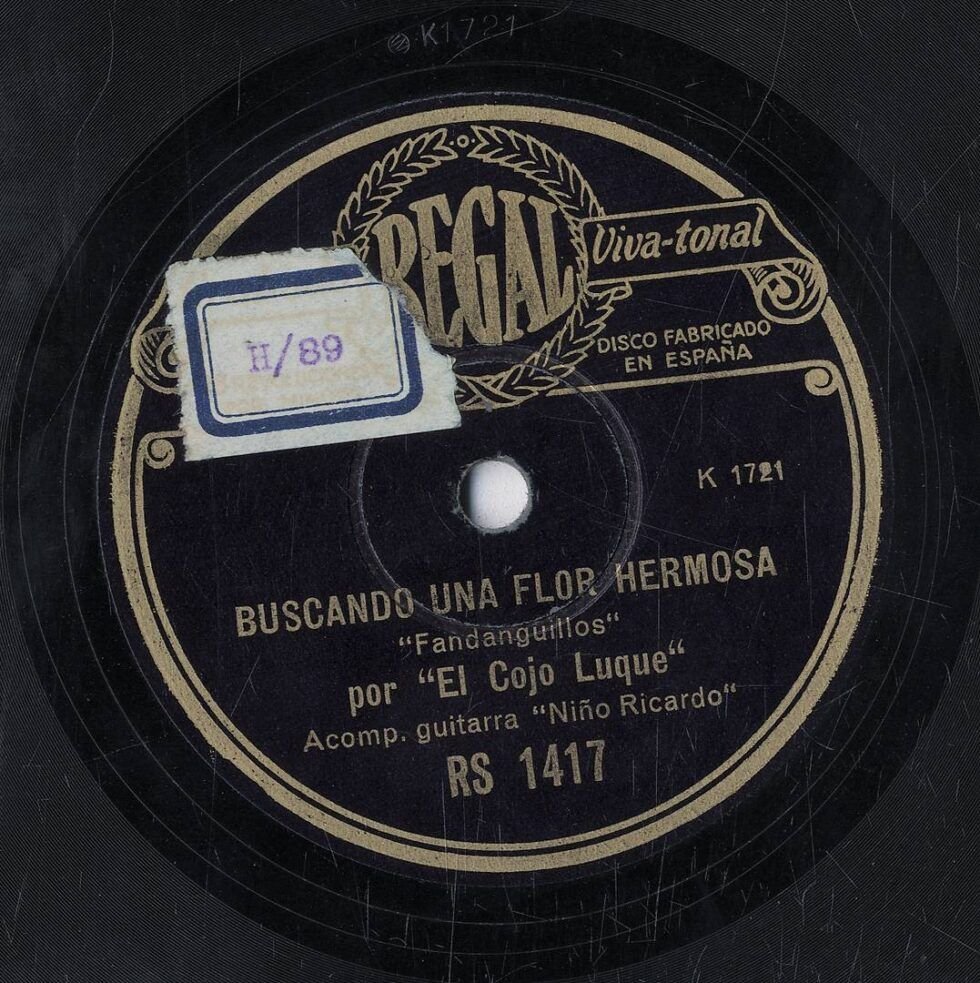 K1721
REGAL
Viva-tonal
DISCO FABRICADO
EN ESPAÑA
H/89
K 1721
BUSCANDO UNA FLOR HERMOSA
“Fandanguillos“
por “El Cojo Luque“
Acomp. guitarra “Niño Ricardo“
RS 1417